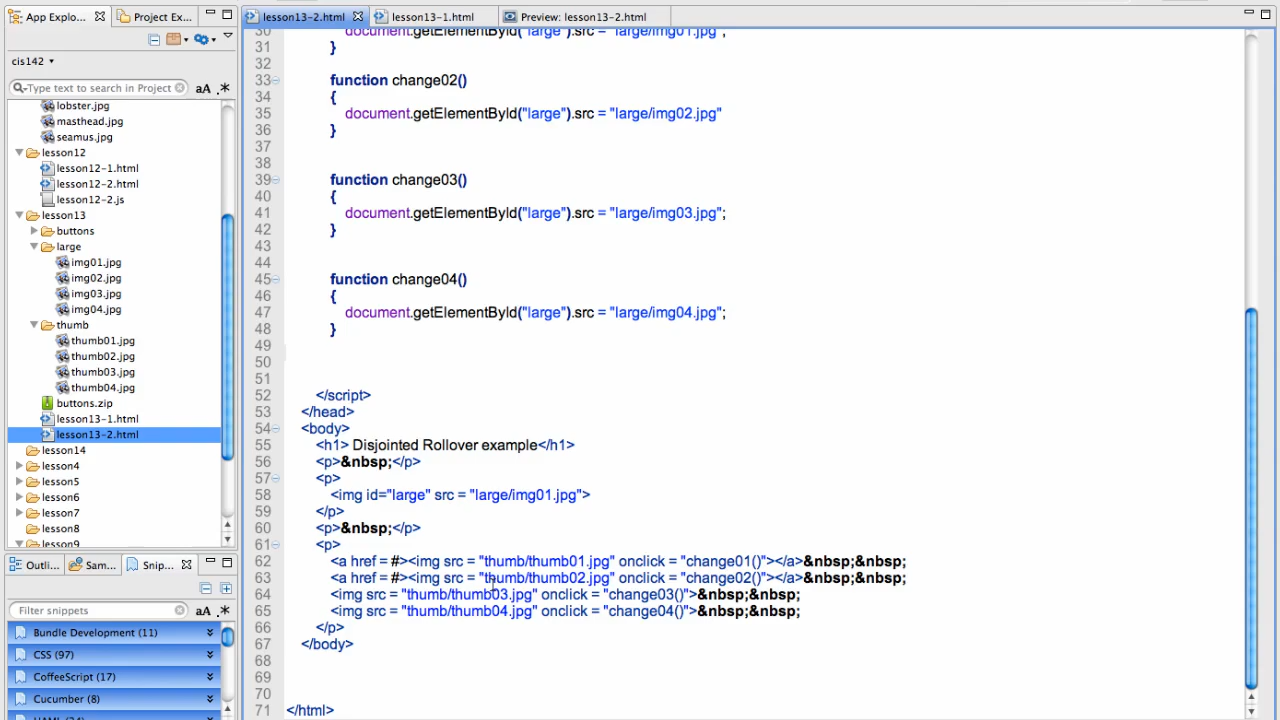 App Explo...
Project Ex...
lesson13-2.html
lesson13-1.html
Preview: lesson13-2.html
cis142
Type text to search in Project
aA .*
lobster.jpg
masthead.jpg
seamus.jpg
lesson12
lesson12-1.html
lesson12-2.html
lesson12-2.js
lesson13
buttons
large
img01.jpg
img02.jpg
img03.jpg
img04.jpg
thumb
thumb01.jpg
thumb02.jpg
thumb03.jpg
thumb04.jpg
buttons.zip
lesson13-1.html
lesson13-2.html
lesson14
lesson4
lesson5
lesson6
lesson7
lesson8
lesson9
Outli...
Sam...
Snip...
Filter snippets
aA .*
Bundle Development (11)
CSS (97)
CoffeeScript (17)
Cucumber (8)
30 document.getElementById("large").src = "large/img01.jpg";
31 }
32
33 function change02()
34 {
35 document.getElementById("large").src = "large/img02.jpg"
36 }
37
38
39 function change03()
40 {
41 document.getElementById("large").src = "large/img03.jpg";
42 }
43
44
45 function change04()
46 {
47 document.getElementById("large").src = "large/img04.jpg";
48 }
49
50
51
52 </script>
53 </head>
54 <body>
55 <h1> Disjointed Rollover example</h1>
56 <p>&nbsp;</p>
57 <p>
58 <img id="large" src = "large/img01.jpg">
59 </p>
60 <p>&nbsp;</p>
61 <p>
62 <a href = #><img src = "thumb/thumb01.jpg" onclick = "change01()"></a>&nbsp;&nbsp;
63 <a href = #><img src = "thumb/thumb02.jpg" onclick = "change02()"></a>&nbsp;&nbsp;
64 <img src = "thumb/thumb03.jpg" onclick = "change03()">&nbsp;&nbsp;
65 <img src = "thumb/thumb04.jpg" onclick = "change04()">&nbsp;&nbsp;
66 </p>
67 </body>
68
69
70
71 </html>